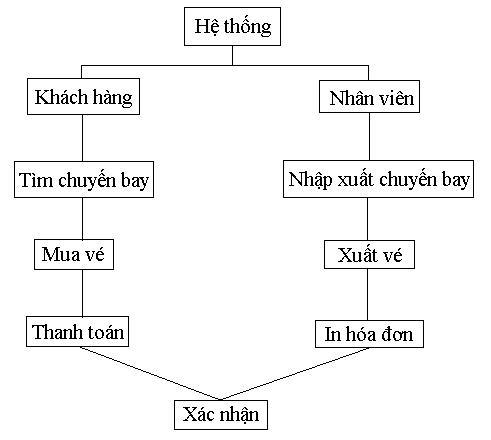 Hệ thống
Khách hàng
Nhân viên
Tìm chuyến bay
Nhập xuất chuyến bay
Mua vé
Xuất vé
Thanh toán
In hóa đơn
Xác nhận